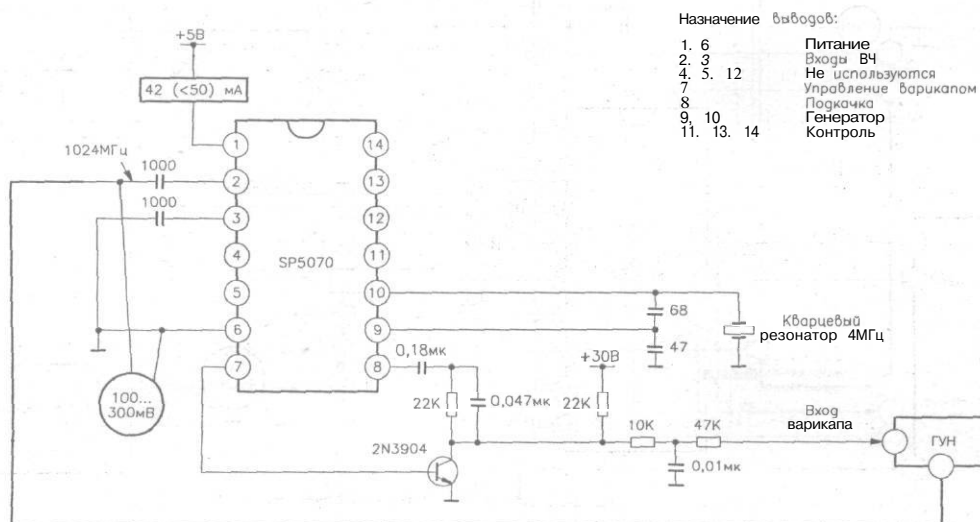 Назначение выводов:
1. 6 Питание
2. 3 Входы ВЧ
4. 5. 12 Не используются
7 Управление варикапом
8 Подкачка
9, 10 Генератор
11. 13. 14 Контроль
+5В
42 (<50) мА
1024МГц
1000
1000
1
2
3
4
5
6
7
14
13
12
11
10
9
8
SP5070
100...
300мВ
68
47
Кварцевый
резонатор 4МГц
0,18мк
+30В
22К
0,047мк
22К
10К
47К
Вход
варикапа
ГУН
2N3904
0,01мк